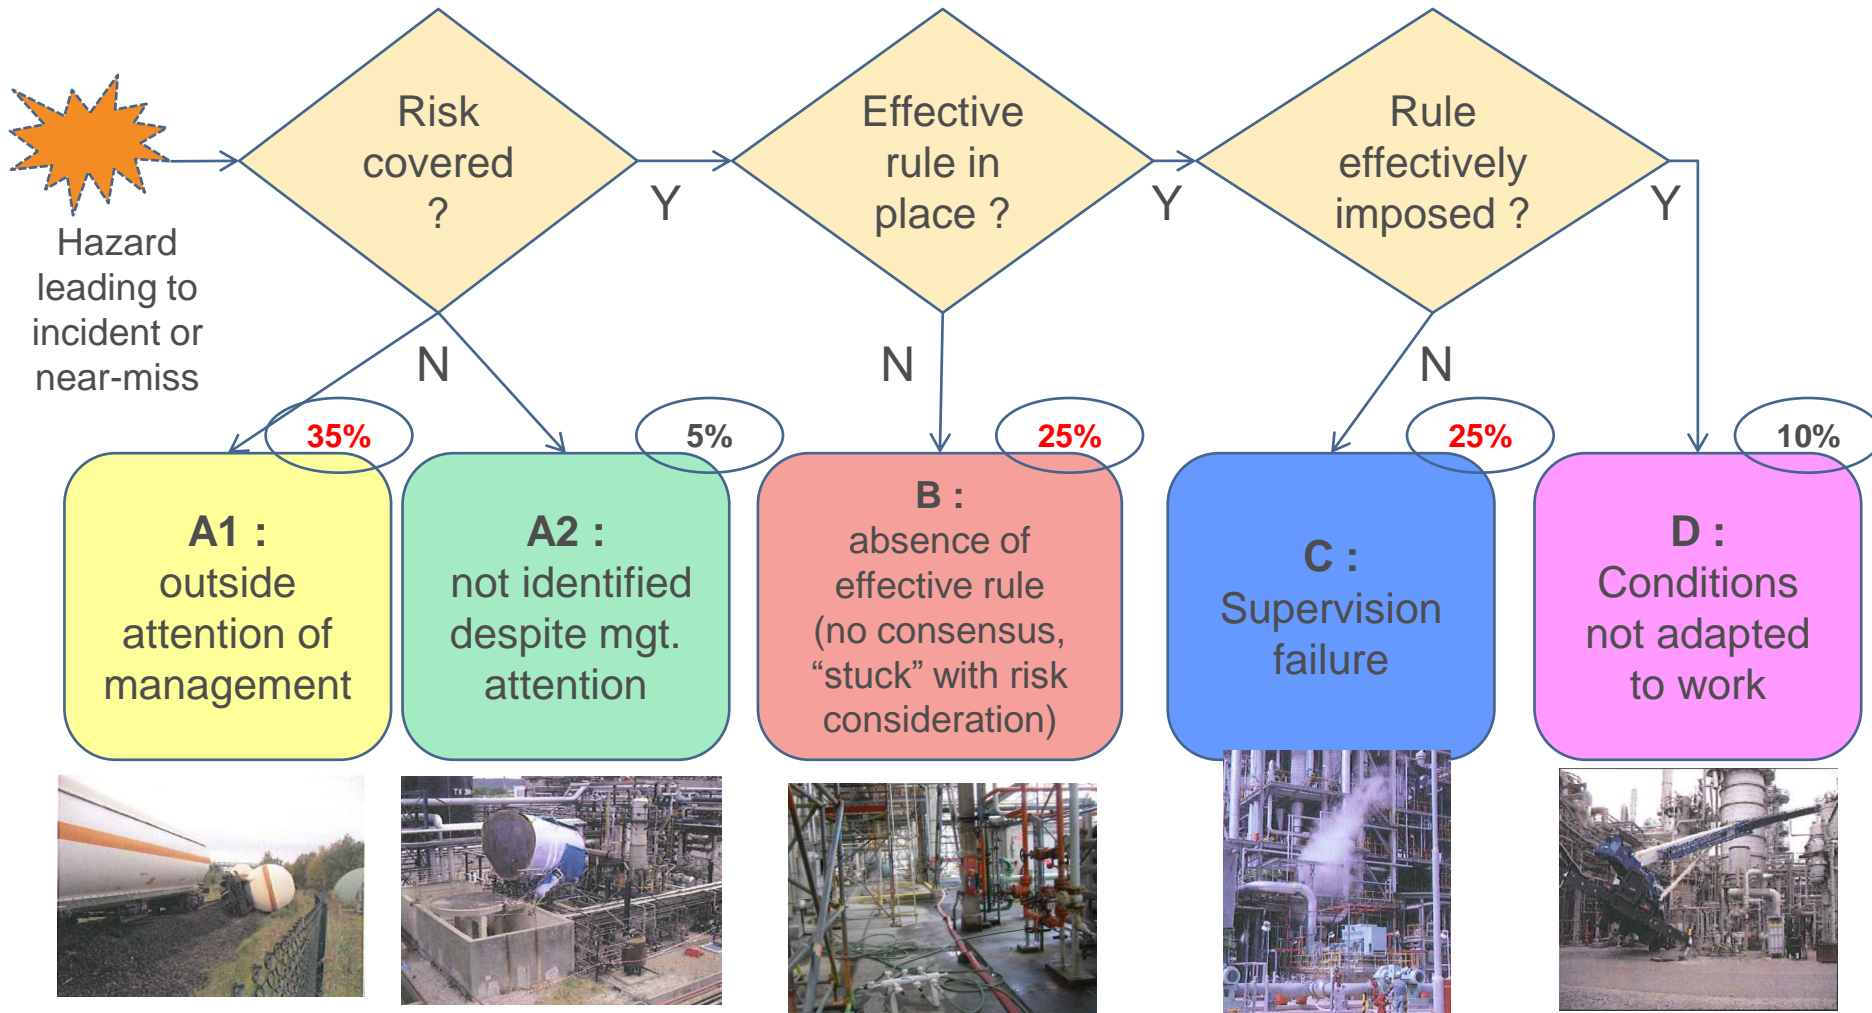 Hazard
leading to
incident or
near-miss
Risk
covered
?
Y
N
Effective
rule in
place ?
Y
N
Rule
effectively
imposed ?
Y
N
35%
A1 :
outside
attention of
management
5%
A2 :
not identified
despite mgt.
attention
25%
B :
absence of
effective rule
(no consensus,
“stuck” with risk
consideration)
25%
C :
Supervision
failure
10%
D :
Conditions
not adapted
to work